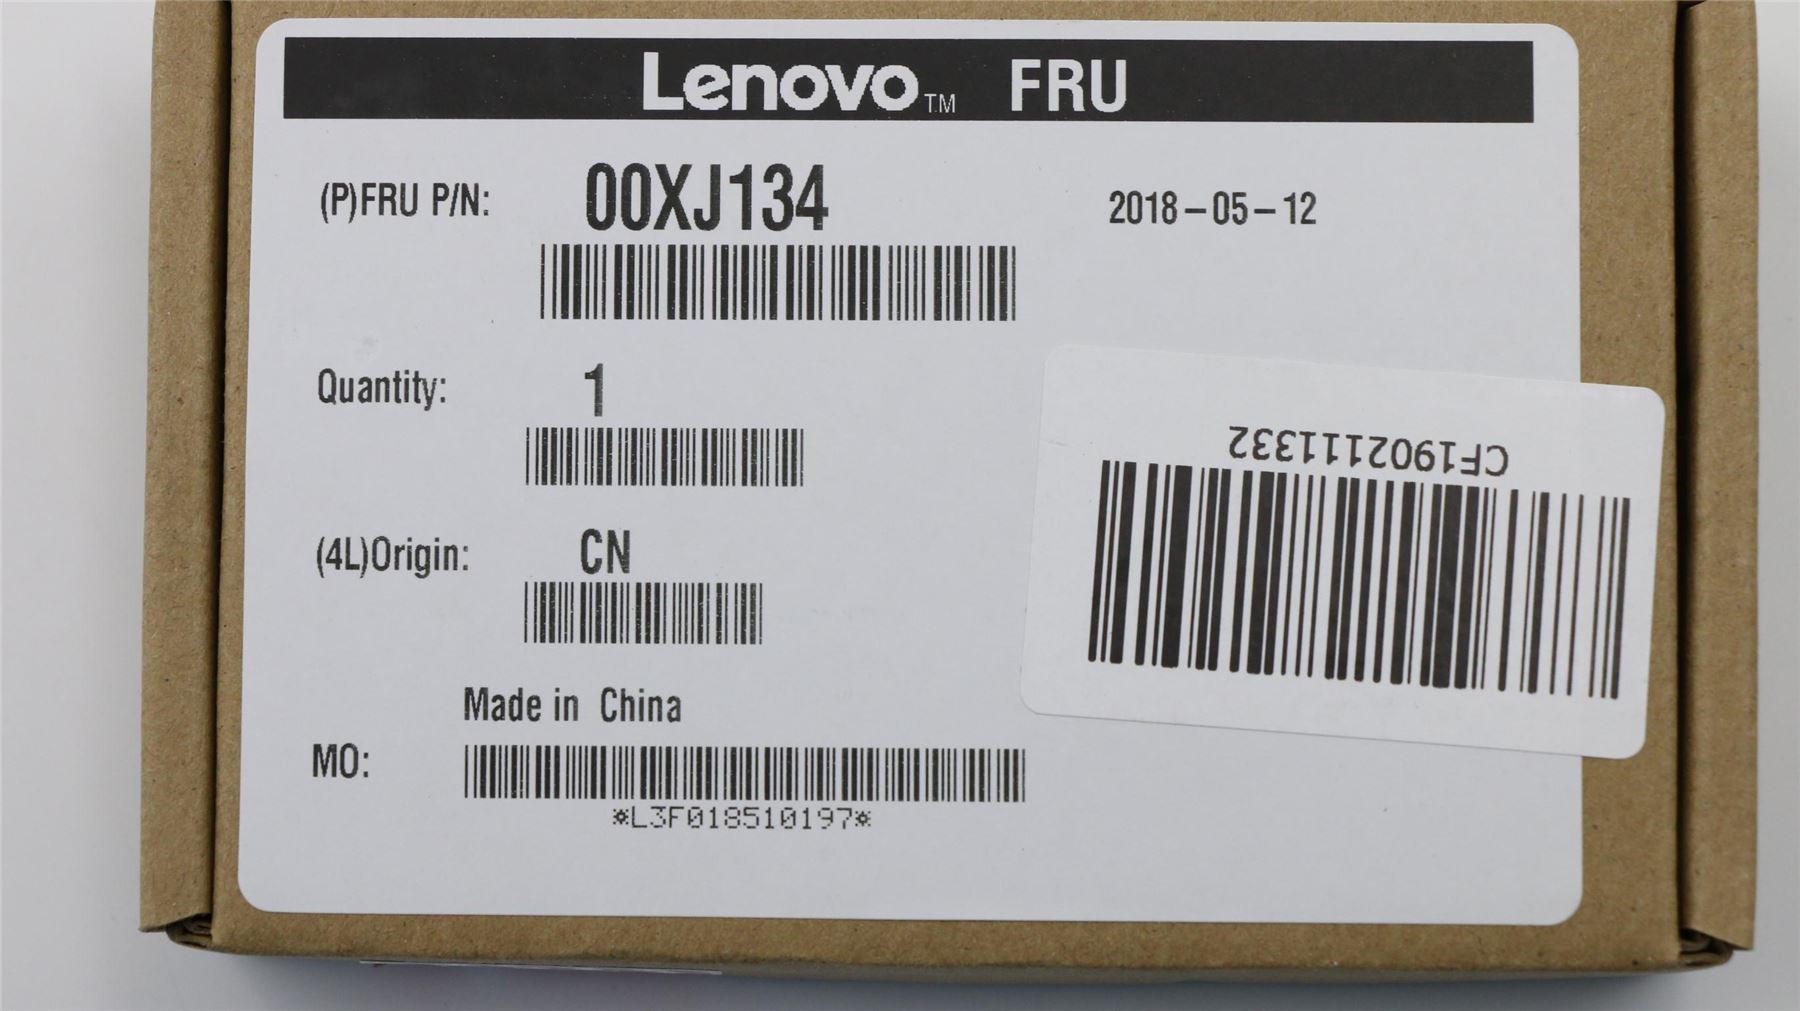 Lenovo™ FRU
(P)FRU P/N: 00XJ134 2018-05-12
Quantity: 1
CF1902111332
(4L)Origin: CN
Made in China
MO:
*L3F018510197*